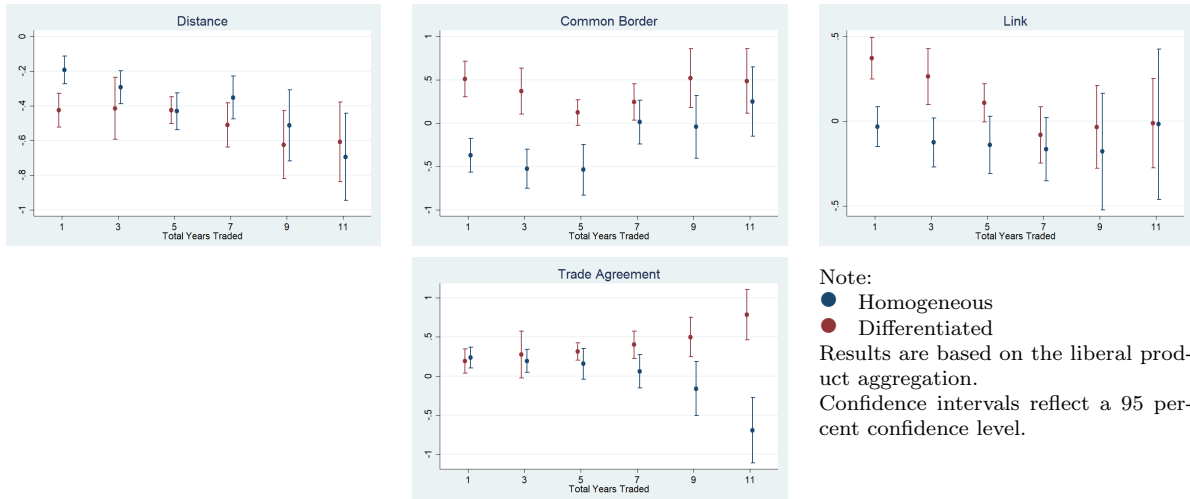 Distance
0
-.2
-.4
-.6
-.8
-1
1 3 5 7 9 11
Total Years Traded
Common Border
1
.5
0
-.5
-1
1 3 5 7 9 11
Total Years Traded
Link
.5
0
-.5
1 3 5 7 9 11
Total Years Traded
Trade Agreement
1
.5
0
-.5
-1
1 3 5 7 9 11
Total Years Traded
Note:
Homogeneous
Differentiated
Results are based on the liberal prod-
uct aggregation.
Confidence intervals reflect a 95 per-
cent confidence level.